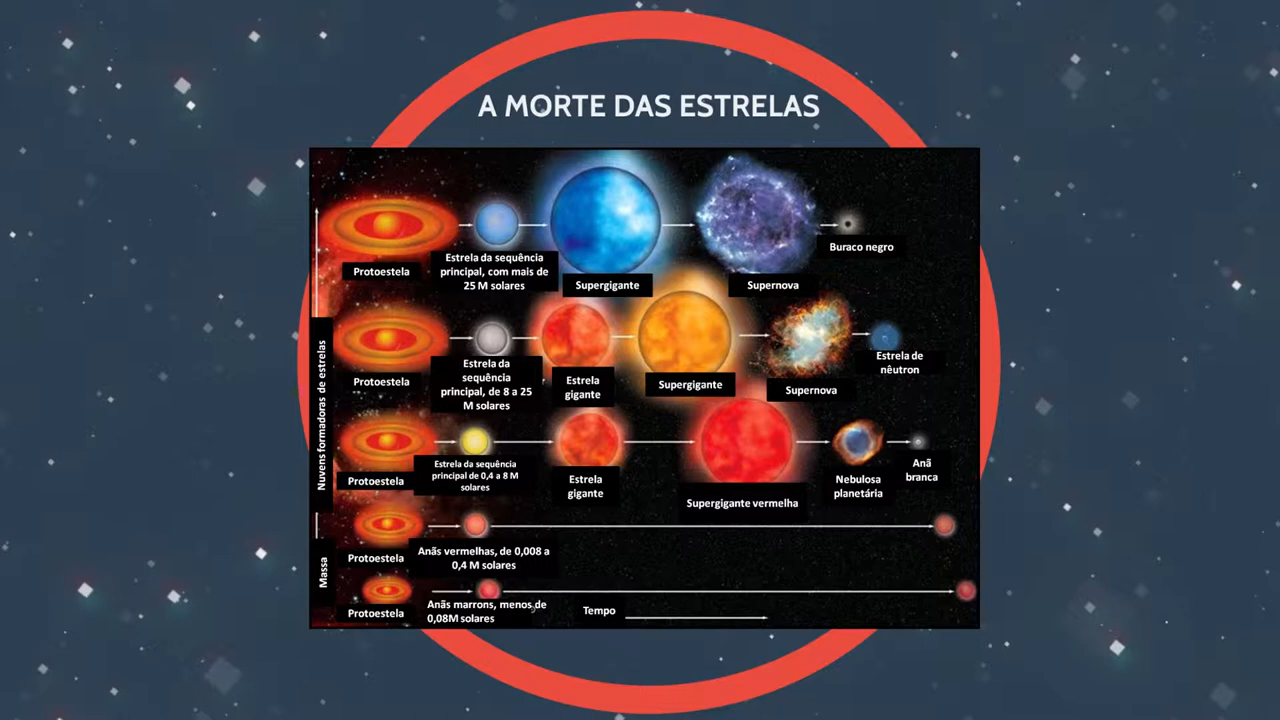 A MORTE DAS ESTRELAS
Protoestela
Estrela da sequência
principal, com mais de
25 M solares
Supergigante
Supernova
Buraco negro
Protoestela
Estrela da
sequência
principal, de 8 a 25
M solares
Estrela
gigante
Supergigante
Supernova
Estrela de
nêutron
Protoestela
Estrela da sequência
principal de 0,4 a 8 M
solares
Estrela
gigante
Supergigante vermelha
Nebulosa
planetária
Anã
branca
Protoestela
Anãs vermelhas, de 0,008 a
0,4 M solares
Protoestela
Anãs marrons, menos de
0,08M solares
Tempo
Nuvens formadoras de estrelas
Massa